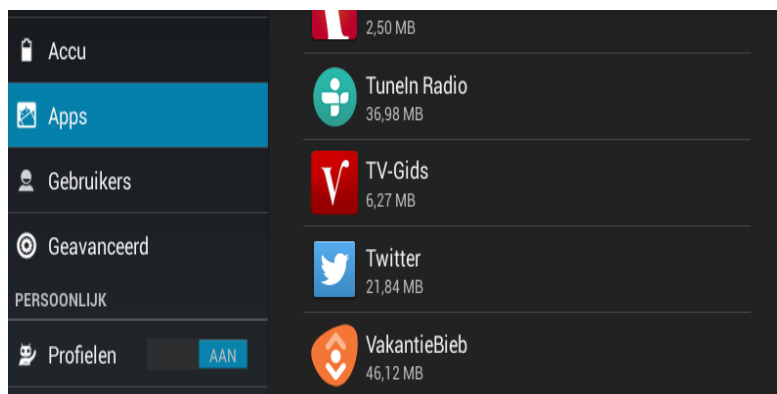 Accu
Apps
Gebruikers
Geavanceerd
PERSOONLIJK
Profielen AAN
2,50 MB
TuneIn Radio
36,98 MB
V
TV-Gids
6,27 MB
Twitter
21,84 MB
VakantieBieb
46,12 MB